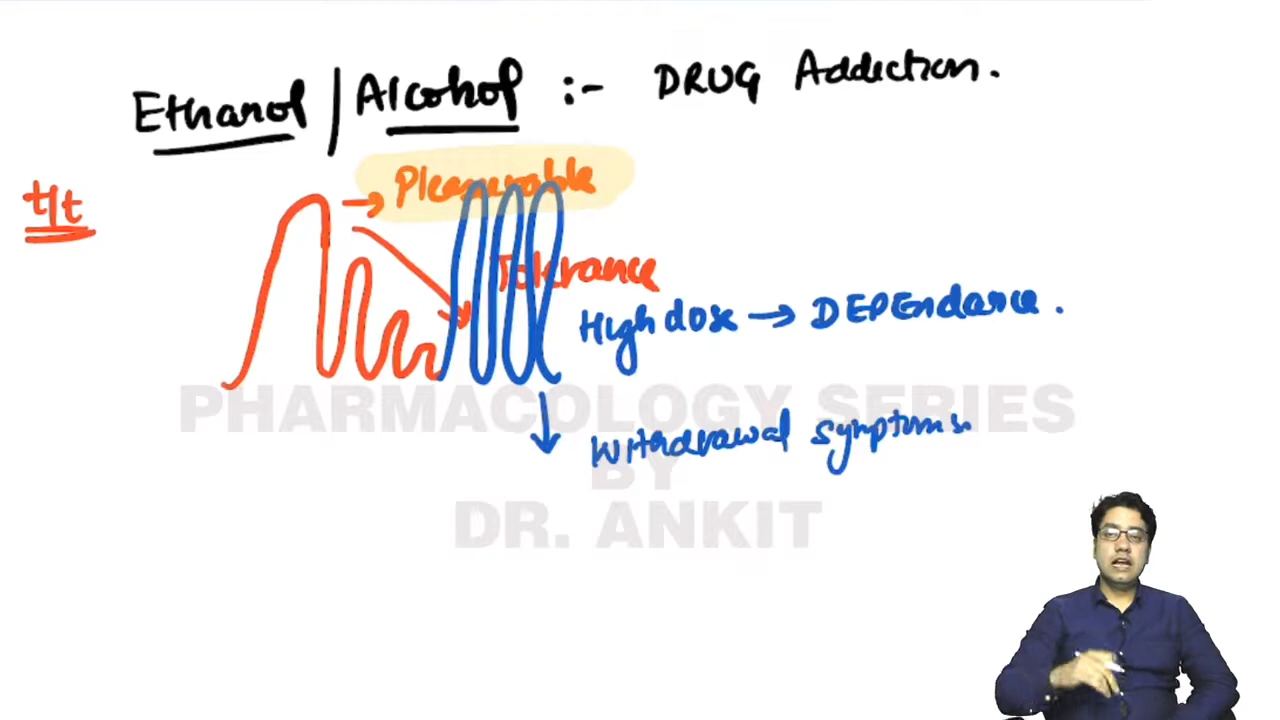 Ethanol / Alcohol :- DRUG Addiction.
→ Pleasurable
Tolerance
High dose → DEPEndance.
PHARMACOLOGY SERIES
↓ Withdrawal symptoms.
BY
DR. ANKIT